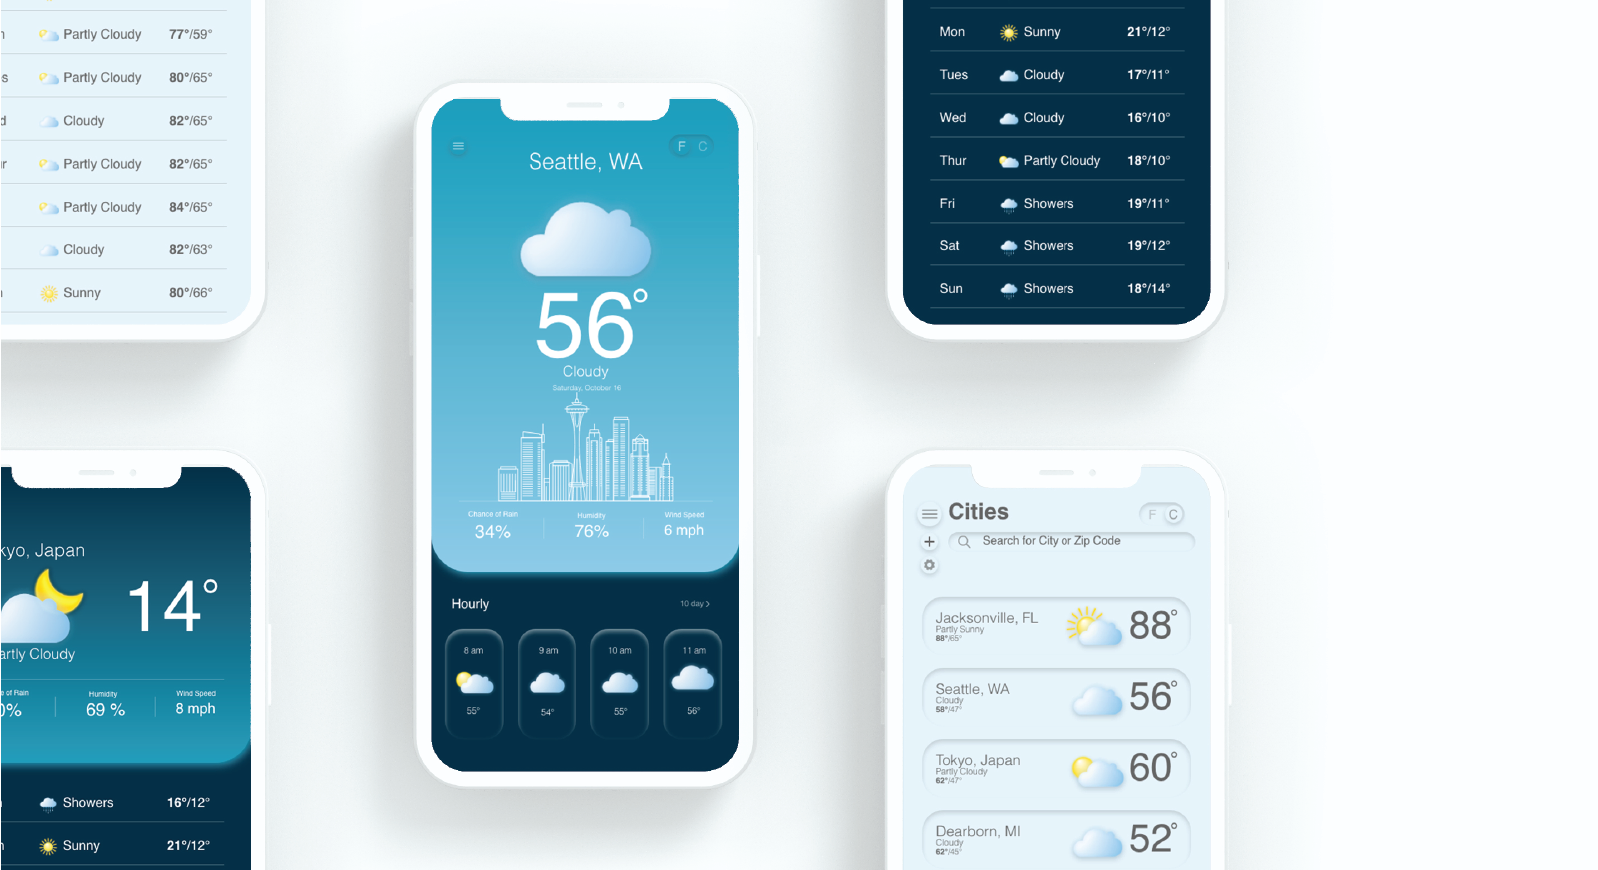 Partly Cloudy 77°/59°
Partly Cloudy 80°/65°
Cloudy 82°/65°
Partly Cloudy 82°/65°
Partly Cloudy 84°/65°
Cloudy 82°/63°
Sunny 80°/66°
kyo, Japan
14°
artly Cloudy
e of Rain Humidity Wind Speed
0% 69 % 8 mph
Showers 16°/12°
Sunny 21°/12°
F C
Seattle, WA
56°
Cloudy
Saturday, October 16
Chance of Rain Humidity Wind Speed
34% 76% 6 mph
Hourly 10 day >
8 am 9 am 10 am 11 am
55° 54° 55° 56°
Mon Sunny 21°/12°
Tues Cloudy 17°/11°
Wed Cloudy 16°/10°
Thur Partly Cloudy 18°/10°
Fri Showers 19°/11°
Sat Showers 19°/12°
Sun Showers 18°/14°
Cities F C
Search for City or Zip Code
Jacksonville, FL
Partly Sunny
88°/65°
88°
Seattle, WA
Cloudy
58°/47°
56°
Tokyo, Japan
Partly Cloudy
62°/47°
60°
Dearborn, MI
Cloudy
62°/45°
52°